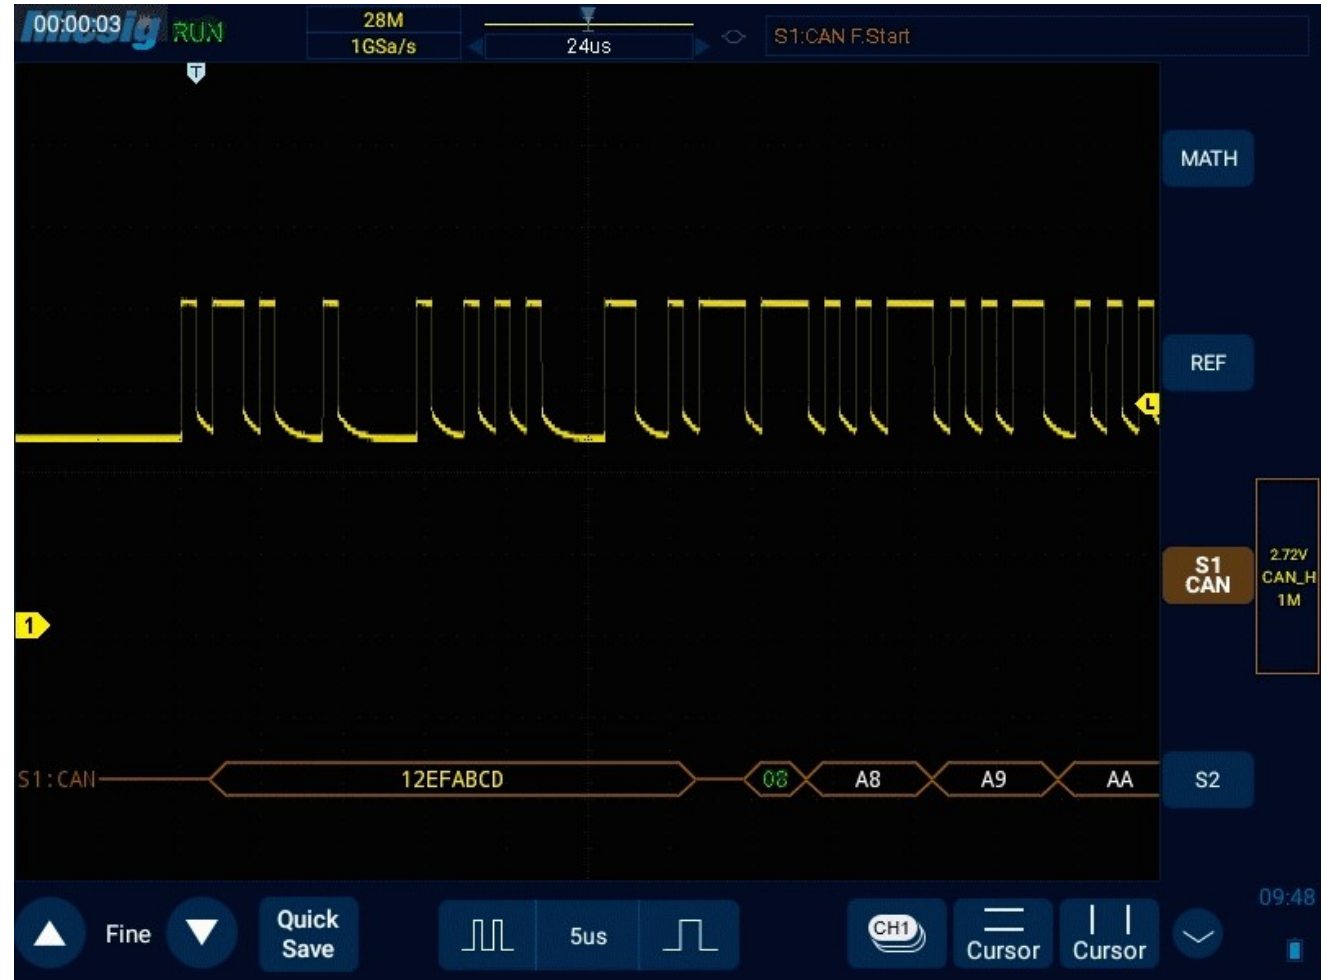 00:00:03
Micsig
RUN
28M
1GSa/s
24us
S1:CAN F.Start
T
MATH
REF
L
S1
CAN
2.72V
CAN_H
1M
1
S1:CAN
12EFABCD
08
A8
A9
AA
S2
09:48
Fine
Quick
Save
5us
CH1
Cursor
Cursor